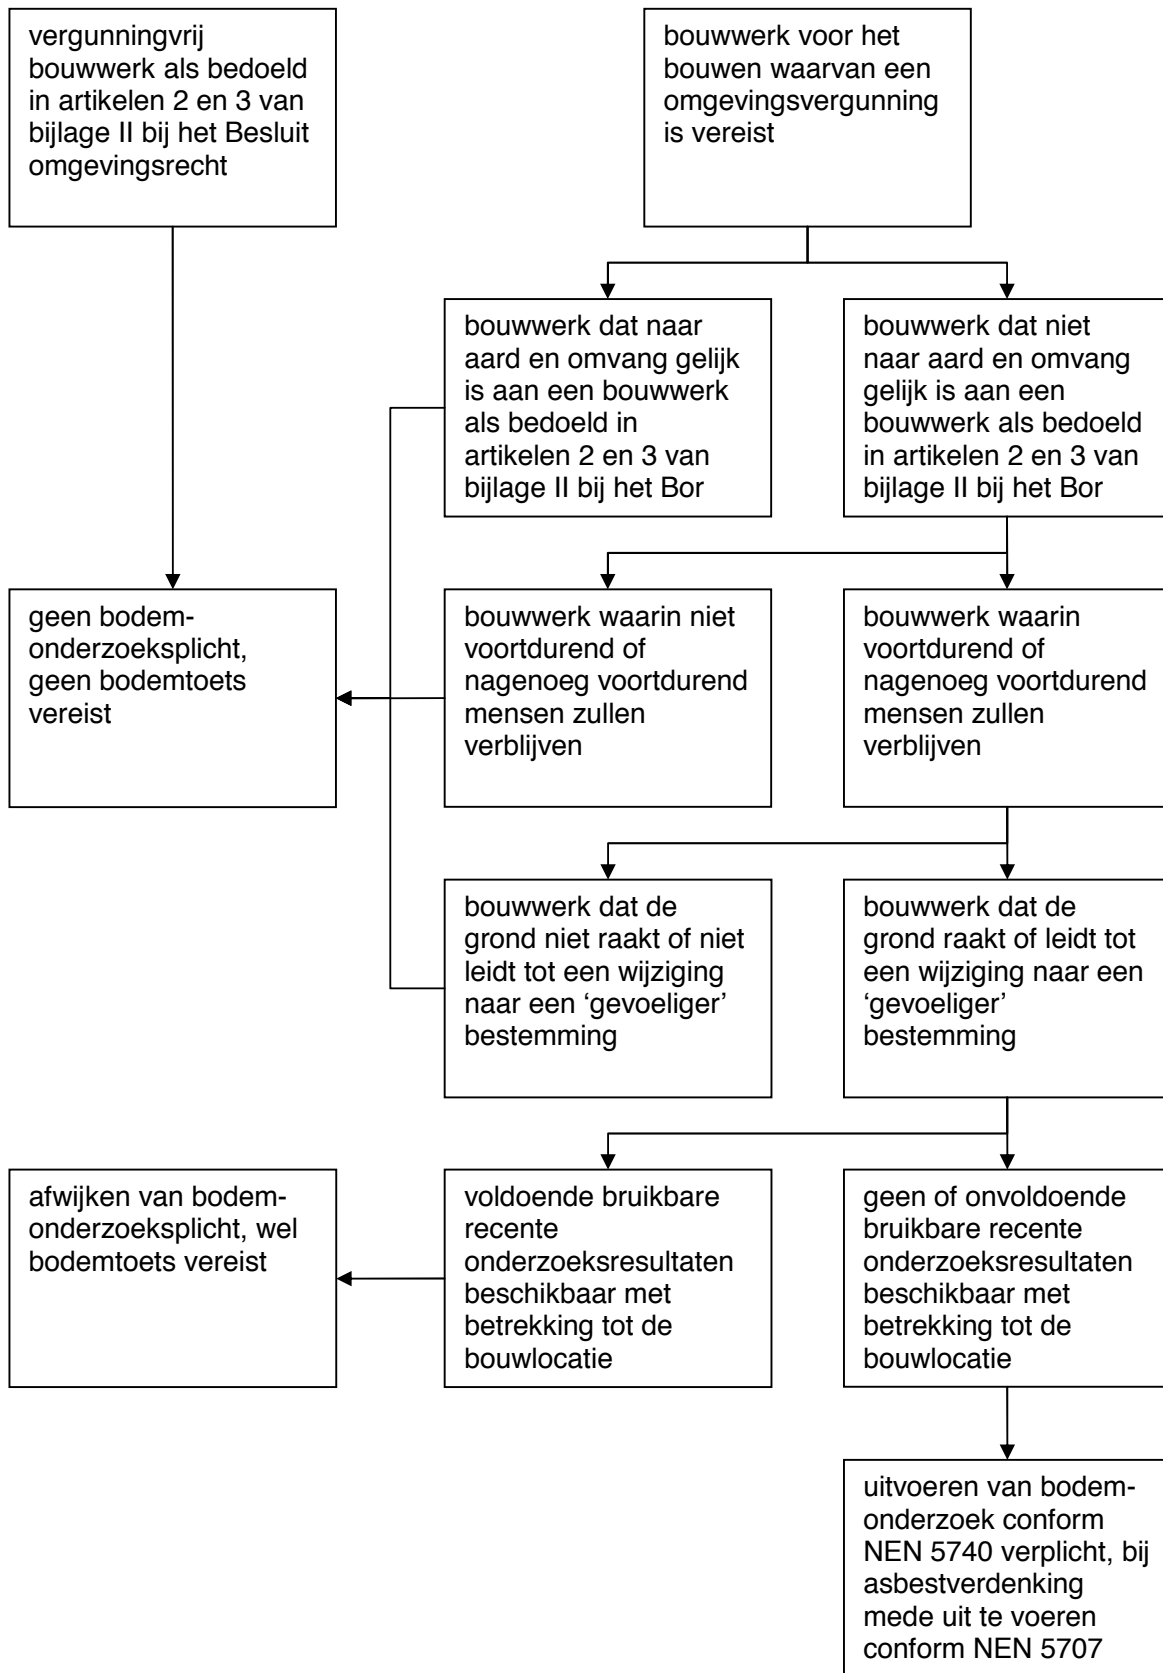 vergunningvrij
bouwwerk als bedoeld
in artikelen 2 en 3 van
bijlage II bij het Besluit
omgevingsrecht
bouwwerk voor het
bouwen waarvan een
omgevingsvergunning
is vereist
bouwwerk dat naar
aard en omvang gelijk
is aan een bouwwerk
als bedoeld in
artikelen 2 en 3 van
bijlage II bij het Bor
bouwwerk dat niet
naar aard en omvang
gelijk is aan een
bouwwerk als bedoeld
in artikelen 2 en 3 van
bijlage II bij het Bor
geen bodem-
onderzoeksplicht,
geen bodemtoets
vereist
bouwwerk waarin niet
voortdurend of
nagenoeg voortdurend
mensen zullen
verblijven
bouwwerk waarin
voortdurend of
nagenoeg voortdurend
mensen zullen
verblijven
bouwwerk dat de
grond niet raakt of niet
leidt tot een wijziging
naar een ‘gevoeliger’
bestemming
bouwwerk dat de
grond raakt of leidt tot
een wijziging naar een
‘gevoeliger’
bestemming
afwijken van bodem-
onderzoeksplicht, wel
bodemtoets vereist
voldoende bruikbare
recente
onderzoeksresultaten
beschikbaar met
betrekking tot de
bouwlocatie
geen of onvoldoende
bruikbare recente
onderzoeksresultaten
beschikbaar met
betrekking tot de
bouwlocatie
uitvoeren van bodem-
onderzoek conform
NEN 5740 verplicht, bij
asbestverdenking
mede uit te voeren
conform NEN 5707